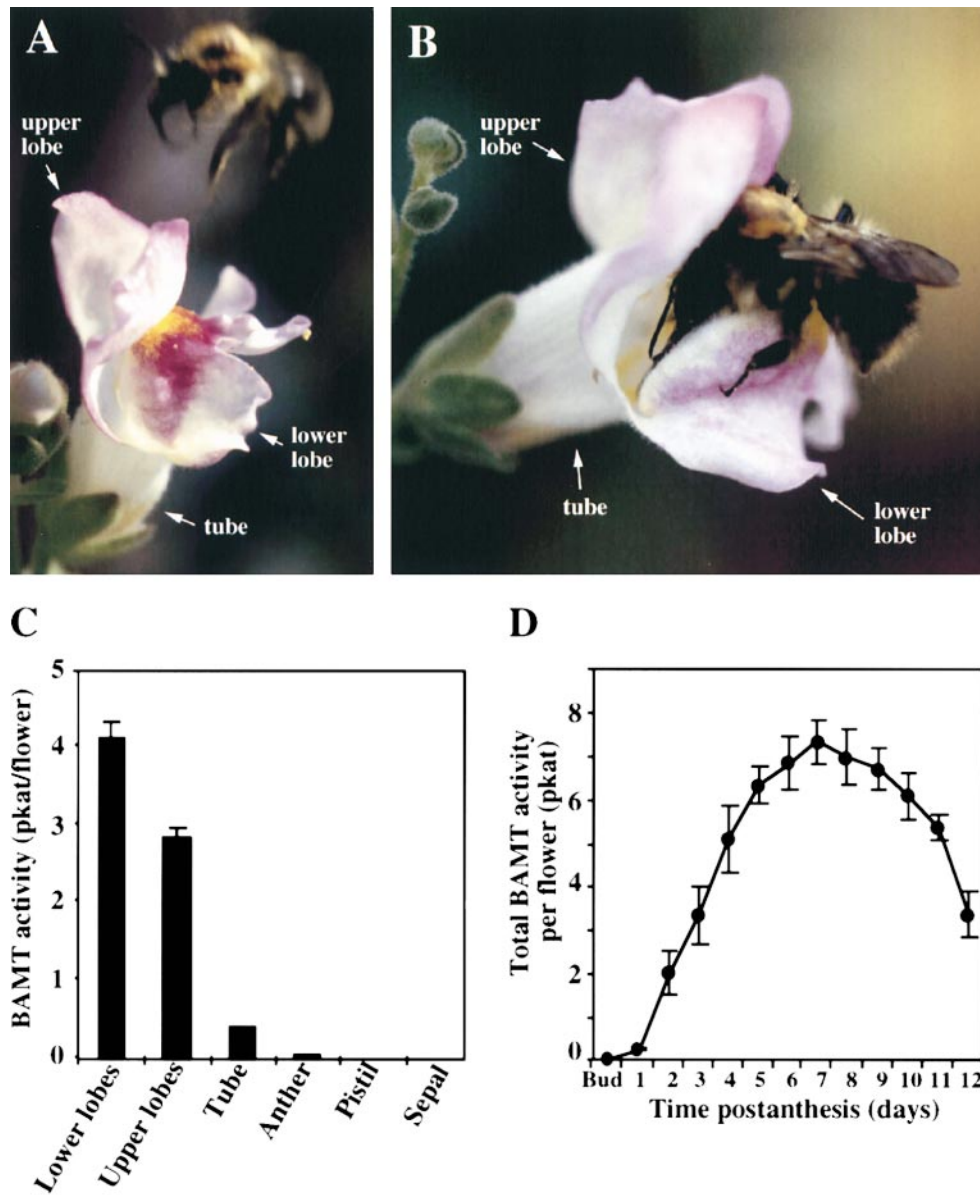 A
upper
lobe
lower
lobe
tube
B
upper
lobe
tube
lower
lobe
C
BAMT activity (pkat/flower)
5
4
3
2
1
0
Lower lobes
Upper lobes
Tube
Anther
Pistil
Sepal
D
Total BAMT activity
per flower (pkat)
8
6
4
2
0
Bud 1 2 3 4 5 6 7 8 9 10 11 12
Time postanthesis (days)